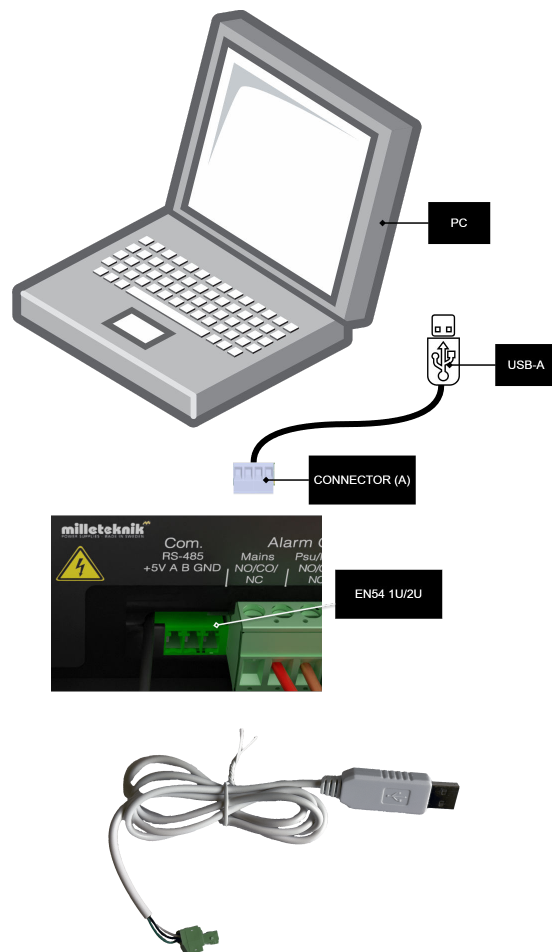 PC
USB-A
CONNECTOR (A)
milleteknik
POWER SUPPLIES - MADE IN SWEDEN
Com.
RS-485
+5V A B GND
Alarm
Mains
NO/CO/
NC
Psu/
NO/
EN54 1U/2U